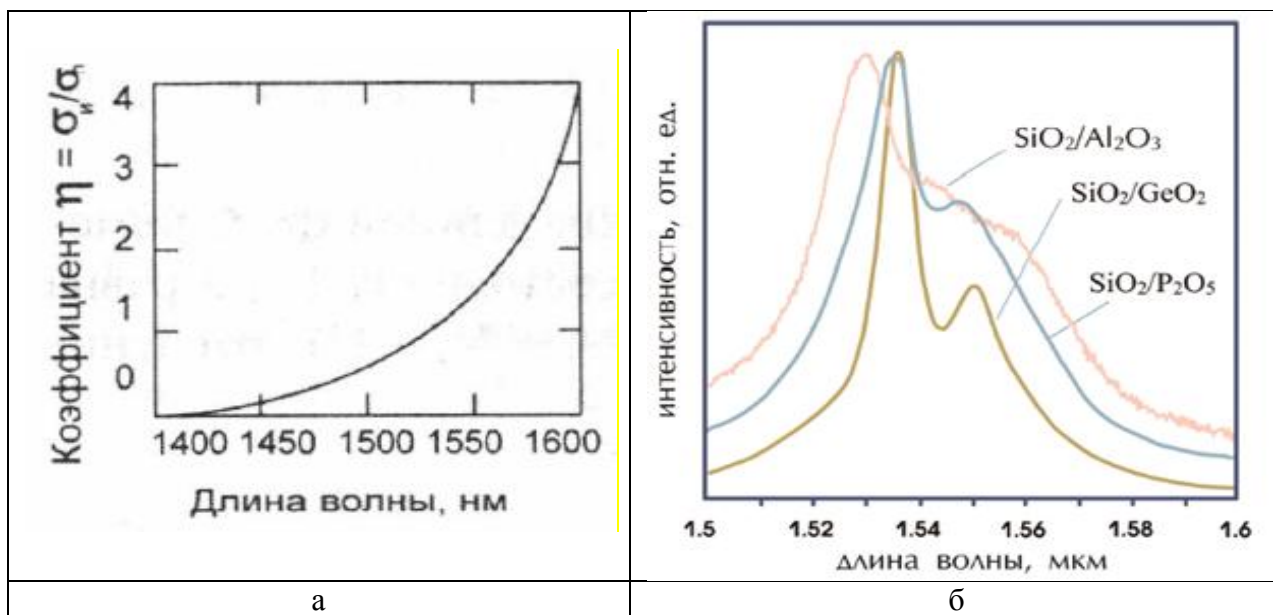 Коэффициент η = σи/σ
4
3
2
1
0
1400 1450 1500 1550 1600
Длина волны, нм
а
интенсивность, отн. ед.
SiO2/Al2O3
SiO2/GeO2
SiO2/P2O5
1.5 1.52 1.54 1.56 1.58 1.6
длина волны, мкм
б